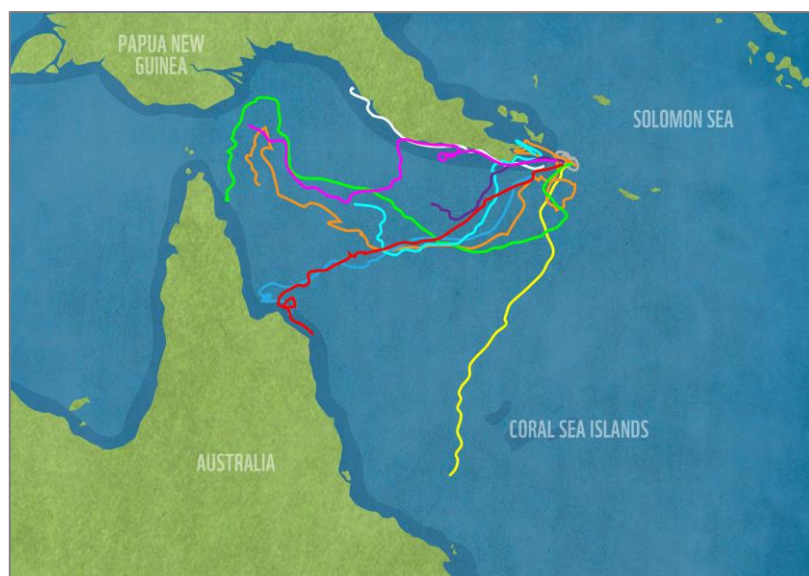 PAPUA NEW
GUINEA
SOLOMON SEA
CORAL SEA ISLANDS
AUSTRALIA